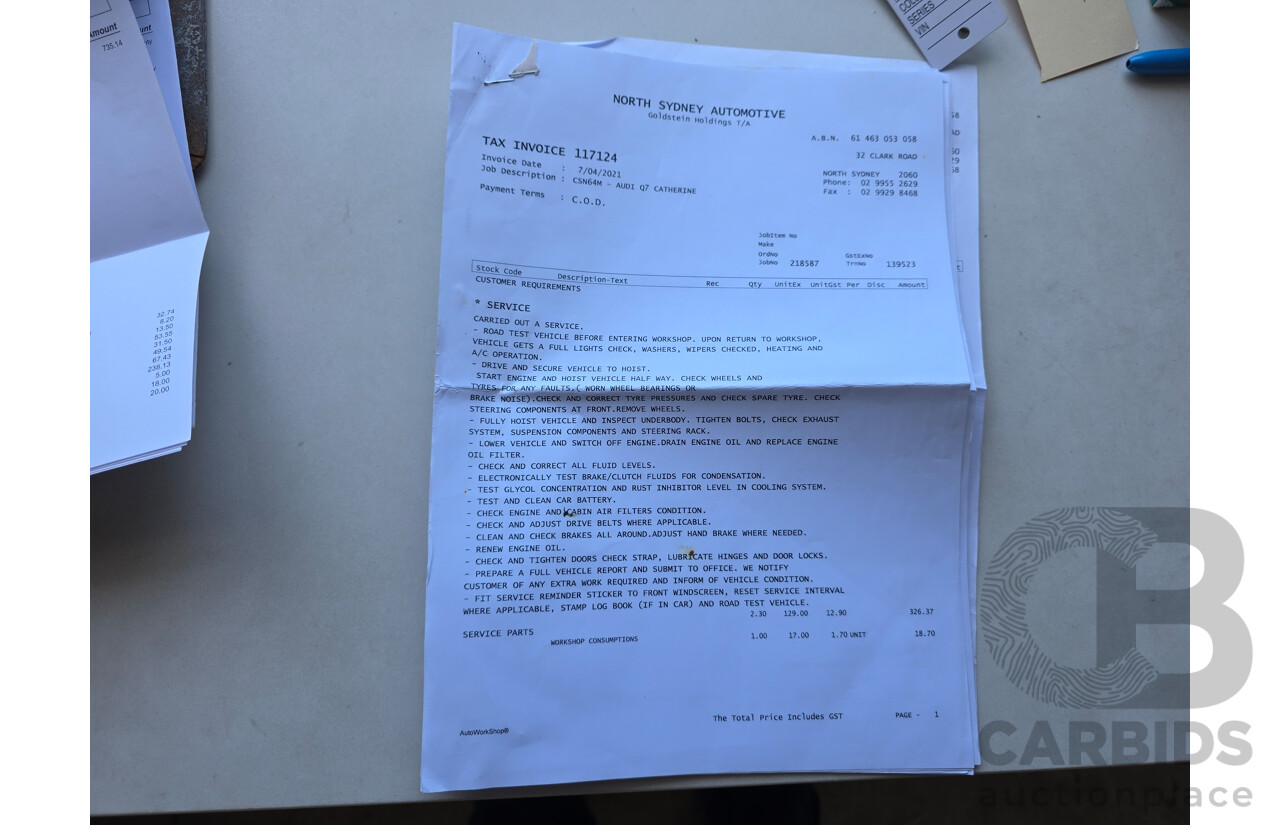 Amount
735.14
32.74
8.20
13.50
53.55
31.50
49.54
67.43
238.13
5.00
18.00
20.00
COLOUR
SERIES
VIN
NORTH SYDNEY AUTOMOTIVE
Goldstein Holdings T/A
A.B.N. 61 463 053 058
TAX INVOICE 117124
32 CLARK ROAD
Invoice Date : 7/04/2021
Job Description : CSN64M - AUDI Q7 CATHERINE
NORTH SYDNEY 2060
Phone: 02 9955 2629
Fax : 02 9929 8468
Payment Terms : C.O.D.
JobItem No
Make
OrdNo GstExNo
JobNo 218587 TrnNo 139523
Stock Code Description-Text Rec Qty UnitEx UnitGst Per Disc Amount
CUSTOMER REQUIREMENTS
* SERVICE
CARRIED OUT A SERVICE.
- ROAD TEST VEHICLE BEFORE ENTERING WORKSHOP. UPON RETURN TO WORKSHOP,
VEHICLE GETS A FULL LIGHTS CHECK, WASHERS, WIPERS CHECKED, HEATING AND
A/C OPERATION.
- DRIVE AND SECURE VEHICLE TO HOIST.
START ENGINE AND HOIST VEHICLE HALF WAY. CHECK WHEELS AND
TYRES FOR ANY FAULTS.( WORN WHEEL BEARINGS OR
BRAKE NOISE).CHECK AND CORRECT TYRE PRESSURES AND CHECK SPARE TYRE. CHECK
STEERING COMPONENTS AT FRONT.REMOVE WHEELS.
- FULLY HOIST VEHICLE AND INSPECT UNDERBODY. TIGHTEN BOLTS, CHECK EXHAUST
SYSTEM, SUSPENSION COMPONENTS AND STEERING RACK.
- LOWER VEHICLE AND SWITCH OFF ENGINE.DRAIN ENGINE OIL AND REPLACE ENGINE
OIL FILTER.
- CHECK AND CORRECT ALL FLUID LEVELS.
- ELECTRONICALLY TEST BRAKE/CLUTCH FLUIDS FOR CONDENSATION.
- TEST GLYCOL CONCENTRATION AND RUST INHIBITOR LEVEL IN COOLING SYSTEM.
- TEST AND CLEAN CAR BATTERY.
- CHECK ENGINE AND CABIN AIR FILTERS CONDITION.
- CHECK AND ADJUST DRIVE BELTS WHERE APPLICABLE.
- CLEAN AND CHECK BRAKES ALL AROUND.ADJUST HAND BRAKE WHERE NEEDED.
- RENEW ENGINE OIL.
- CHECK AND TIGHTEN DOORS CHECK STRAP, LUBRICATE HINGES AND DOOR LOCKS.
- PREPARE A FULL VEHICLE REPORT AND SUBMIT TO OFFICE. WE NOTIFY
CUSTOMER OF ANY EXTRA WORK REQUIRED AND INFORM OF VEHICLE CONDITION.
- FIT SERVICE REMINDER STICKER TO FRONT WINDSCREEN, RESET SERVICE INTERVAL
WHERE APPLICABLE, STAMP LOG BOOK (IF IN CAR) AND ROAD TEST VEHICLE.
2.30 129.00 12.90 326.37
SERVICE PARTS
WORKSHOP CONSUMPTIONS 1.00 17.00 1.70 UNIT 18.70
The Total Price Includes GST PAGE - 1
AutoWorkShop®
CB
CARBIDS
auctionplace